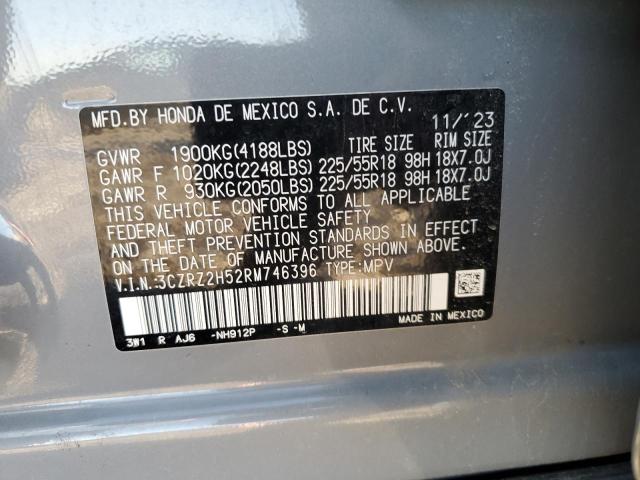 MFD. BY HONDA DE MEXICO S.A. DE C.V. 11/'23
TIRE SIZE RIM SIZE
GVWR 1900KG(4188LBS)
GAWR F 1020KG(2248LBS) 225/55R18 98H 18X7.0J
GAWR R 930KG(2050LBS) 225/55R18 98H 18X7.0J
THIS VEHICLE CONFORMS TO ALL APPLICABLE
FEDERAL MOTOR VEHICLE SAFETY
AND THEFT PREVENTION STANDARDS IN EFFECT
ON THE DATE OF MANUFACTURE SHOWN ABOVE.
V.I.N.:3CZRZ2H52RM746396 TYPE:MPV
3W1 R AJ6 -NH912P -S -M
MADE IN MEXICO